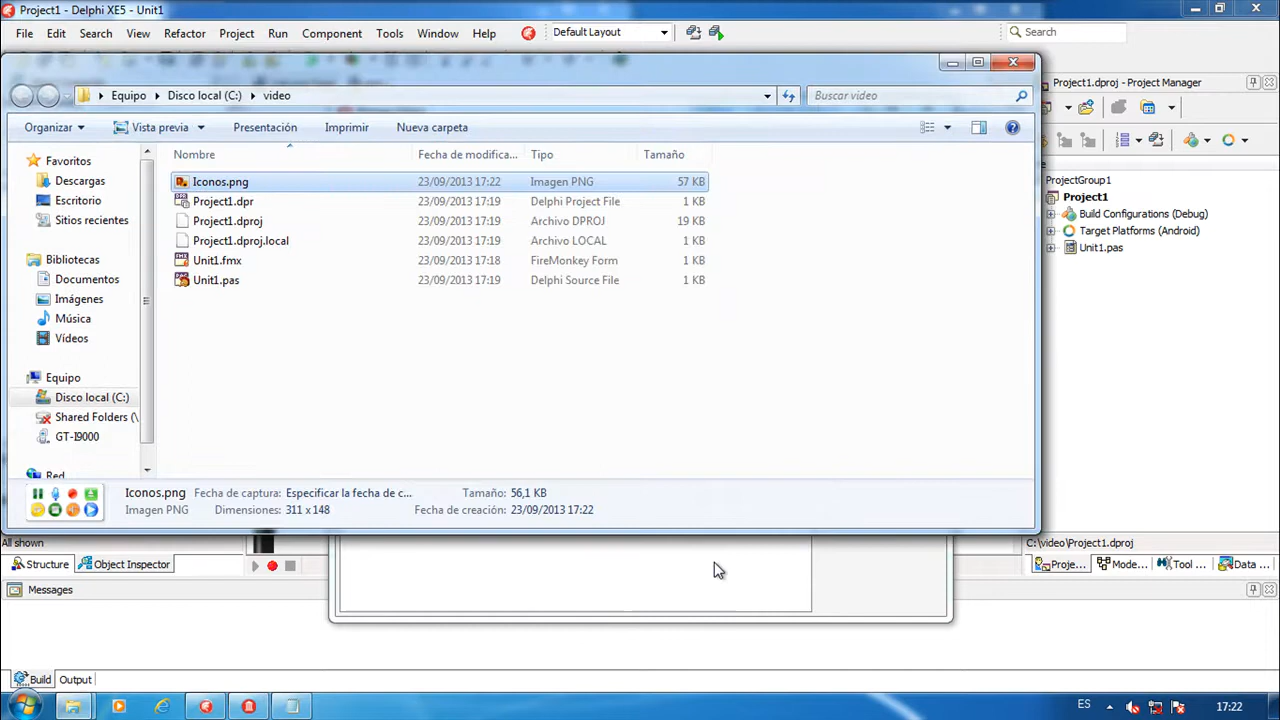 Project1 - Delphi XE5 - Unit1
File Edit Search View Refactor Project Run Component Tools Window Help Default Layout Search
Project1.dproj - Project Manager
Equipo Disco local (C:) video Buscar video
Organizar Vista previa Presentación Imprimir Nueva carpeta
Favoritos
Descargas
Escritorio
Sitios recientes
Bibliotecas
Documentos
Imágenes
Música
Vídeos
Equipo
Disco local (C:)
Shared Folders (\
GT-I9000
Red
Nombre Fecha de modifica... Tipo Tamaño
Iconos.png 23/09/2013 17:22 Imagen PNG 57 KB
Project1.dpr 23/09/2013 17:19 Delphi Project File 1 KB
Project1.dproj 23/09/2013 17:19 Archivo DPROJ 19 KB
Project1.dproj.local 23/09/2013 17:19 Archivo LOCAL 1 KB
Unit1.fmx 23/09/2013 17:18 FireMonkey Form 1 KB
Unit1.pas 23/09/2013 17:19 Delphi Source File 1 KB
Iconos.png Fecha de captura: Especificar la fecha de c... Tamaño: 56,1 KB
Imagen PNG Dimensiones: 311 x 148 Fecha de creación: 23/09/2013 17:22
ProjectGroup1
Project1
Build Configurations (Debug)
Target Platforms (Android)
Unit1.pas
All shown
C:\video\Project1.dproj
Structure Object Inspector
Proje... Mode... Tool ... Data ...
Messages
Build Output
ES 17:22